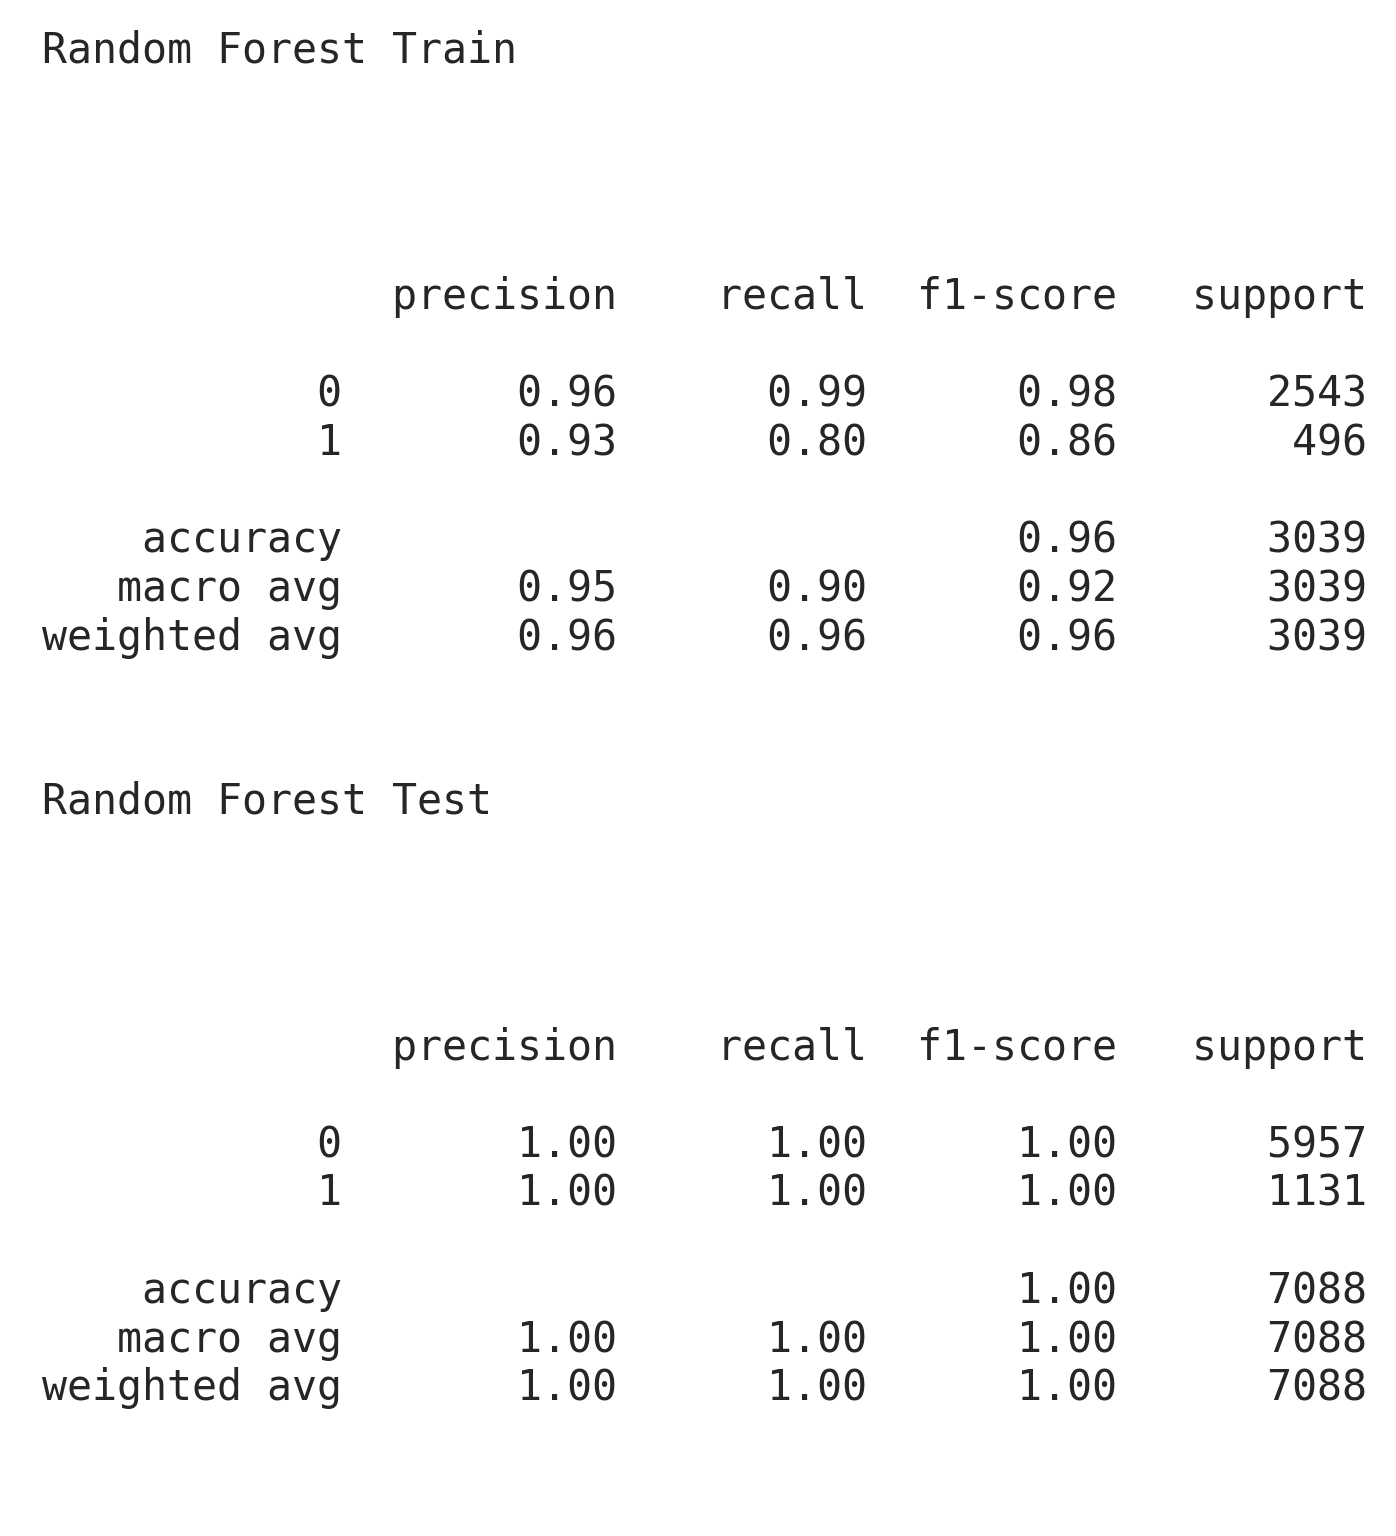 Random Forest Train
precision recall f1-score support
0 0.96 0.99 0.98 2543
1 0.93 0.80 0.86 496
accuracy 0.96 3039
macro avg 0.95 0.90 0.92 3039
weighted avg 0.96 0.96 0.96 3039
Random Forest Test
precision recall f1-score support
0 1.00 1.00 1.00 5957
1 1.00 1.00 1.00 1131
accuracy 1.00 7088
macro avg 1.00 1.00 1.00 7088
weighted avg 1.00 1.00 1.00 7088